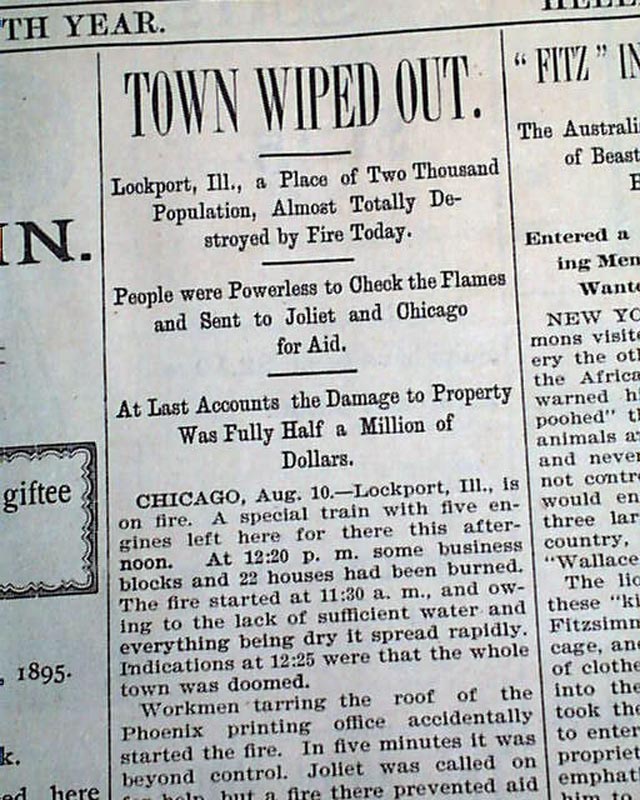 TH YEAR.
IN.
giftee
, 1895.
k.
ed here
TOWN WIPED OUT.
Lockport, Ill., a Place of Two Thousand
Population, Almost Totally De-
stroyed by Fire Today.
People were Powerless to Check the Flames
and Sent to Joliet and Chicago
for Aid.
At Last Accounts the Damage to Property
Was Fully Half a Million of
Dollars.
CHICAGO, Aug. 10.—Lockport, Ill., is
on fire. A special train with five en-
gines left here for there this after-
noon. At 12:20 p. m. some business
blocks and 22 houses had been burned.
The fire started at 11:30 a. m., and ow-
ing to the lack of sufficient water and
everything being dry it spread rapidly.
Indications at 12:25 were that the whole
town was doomed.
Workmen tarring the roof of the
Phoenix printing office accidentally
started the fire. In five minutes it was
beyond control. Joliet was called on
for help, but a fire there prevented aid
"FITZ" IN
The Australi
of Beast
Entered a
ing Men
Wante
NEW YO
mons visite
ery the oth
the Africa
warned hi
poohed" th
animals a
and never
not contr
would en
three lar
country,
"Wallace
The lio
these "ki
Fitzsimm
cage, and
of clothe
into the
took the
to enter
propriet
emphati
him to